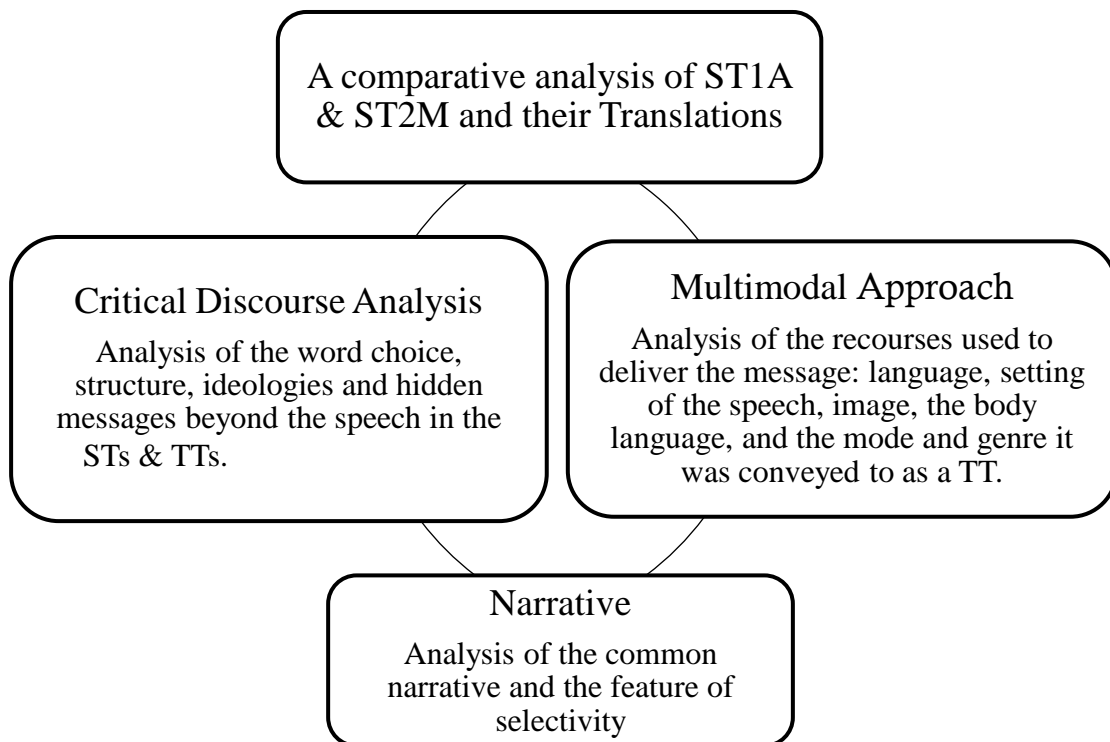 A comparative analysis of ST1A
& ST2M and their Translations
Critical Discourse Analysis
Analysis of the word choice,
structure, ideologies and hidden
messages beyond the speech in the
STs & TTs.
Multimodal Approach
Analysis of the recourses used to
deliver the message: language, setting
of the speech, image, the body
language, and the mode and genre it
was conveyed to as a TT.
Narrative
Analysis of the common
narrative and the feature of
selectivity